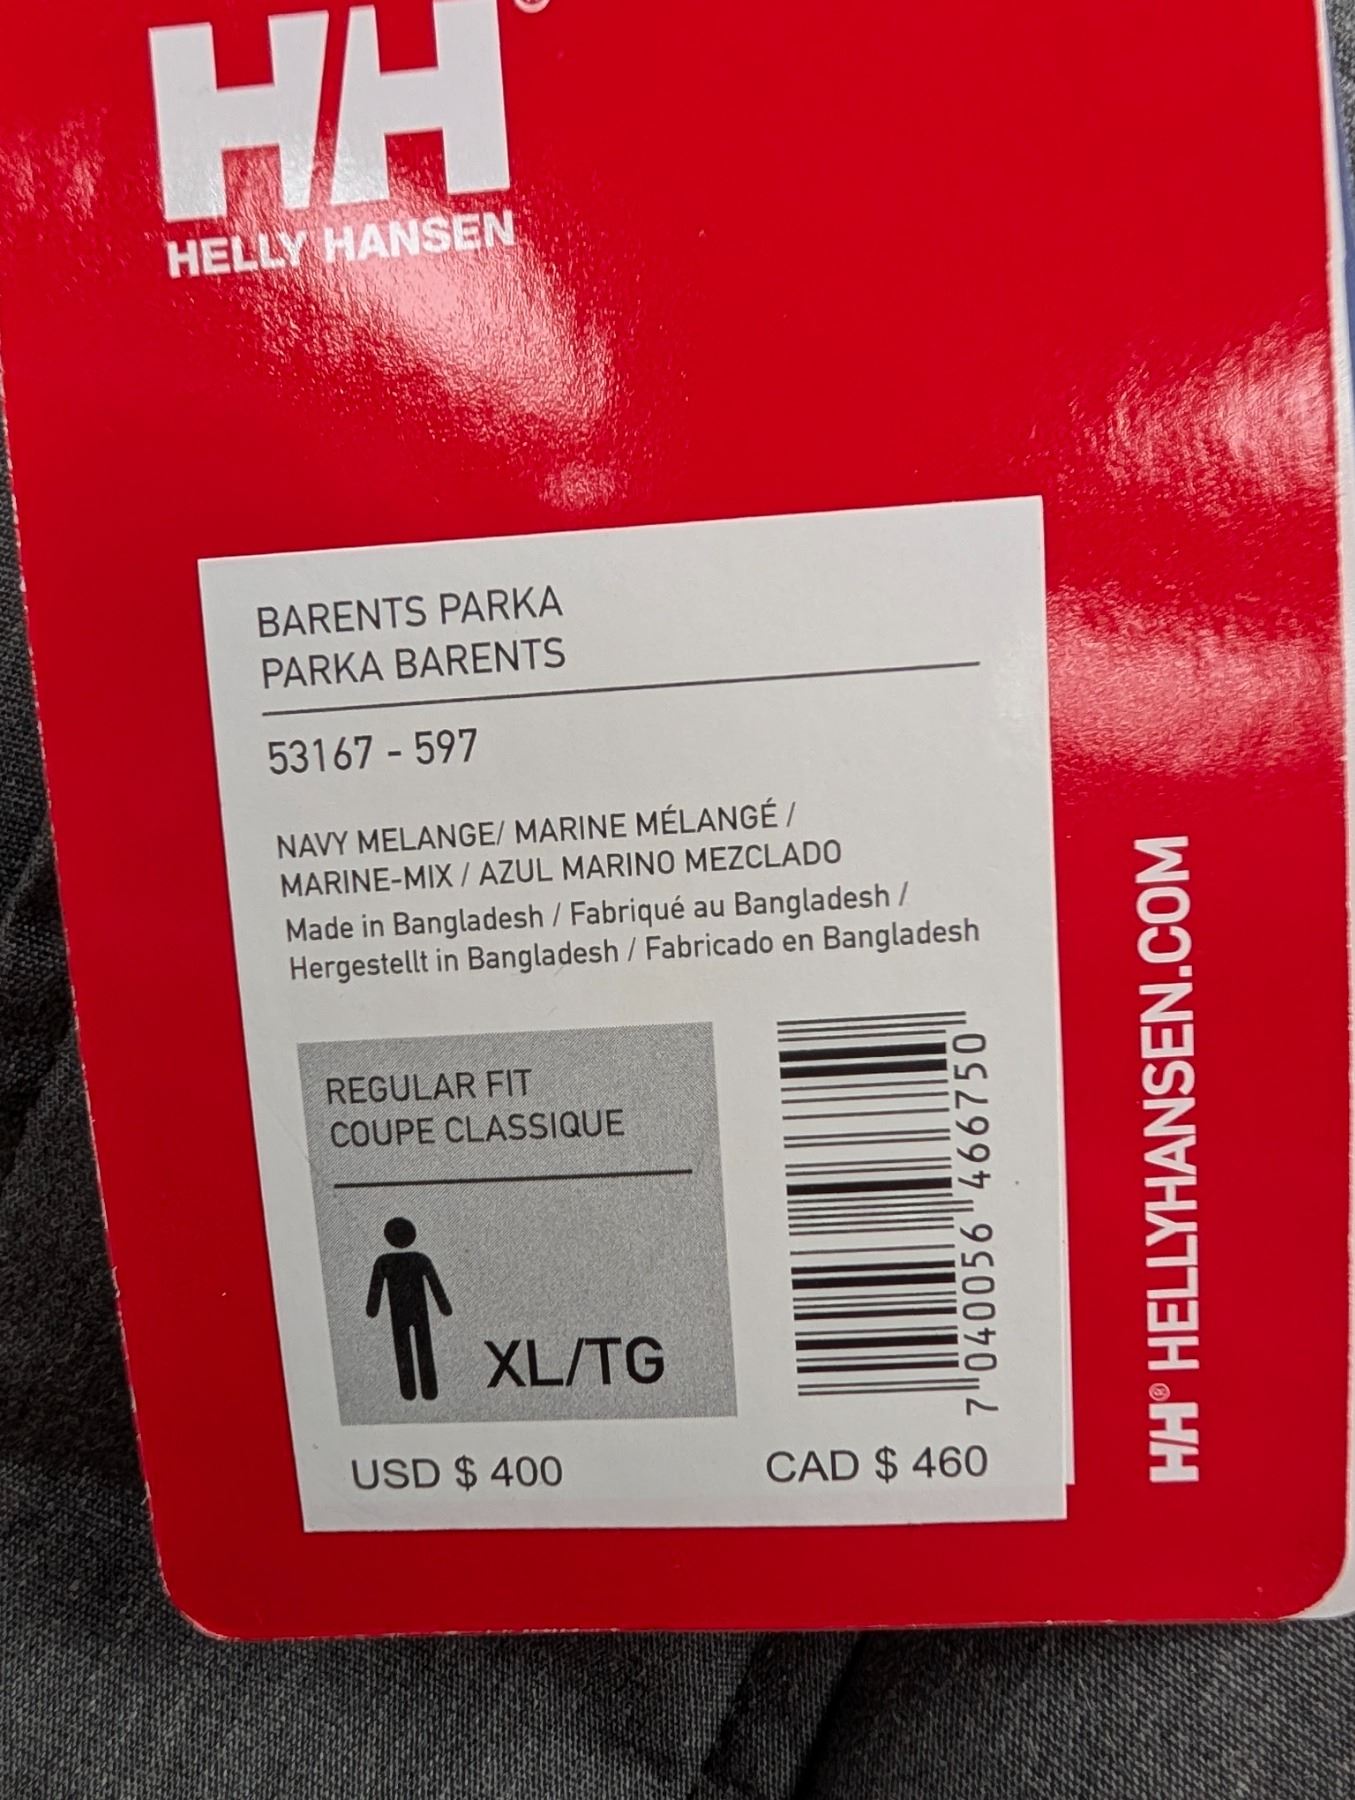 HH®
HELLY HANSEN
BARENTS PARKA
PARKA BARENTS
53167 - 597
NAVY MELANGE/ MARINE MÉLANGÉ /
MARINE-MIX / AZUL MARINO MEZCLADO
Made in Bangladesh / Fabriqué au Bangladesh /
Hergestellt in Bangladesh / Fabricado en Bangladesh
REGULAR FIT
COUPE CLASSIQUE
XL/TG
7 040056 466750
USD $ 400
CAD $ 460
HH® HELLYHANSEN.COM